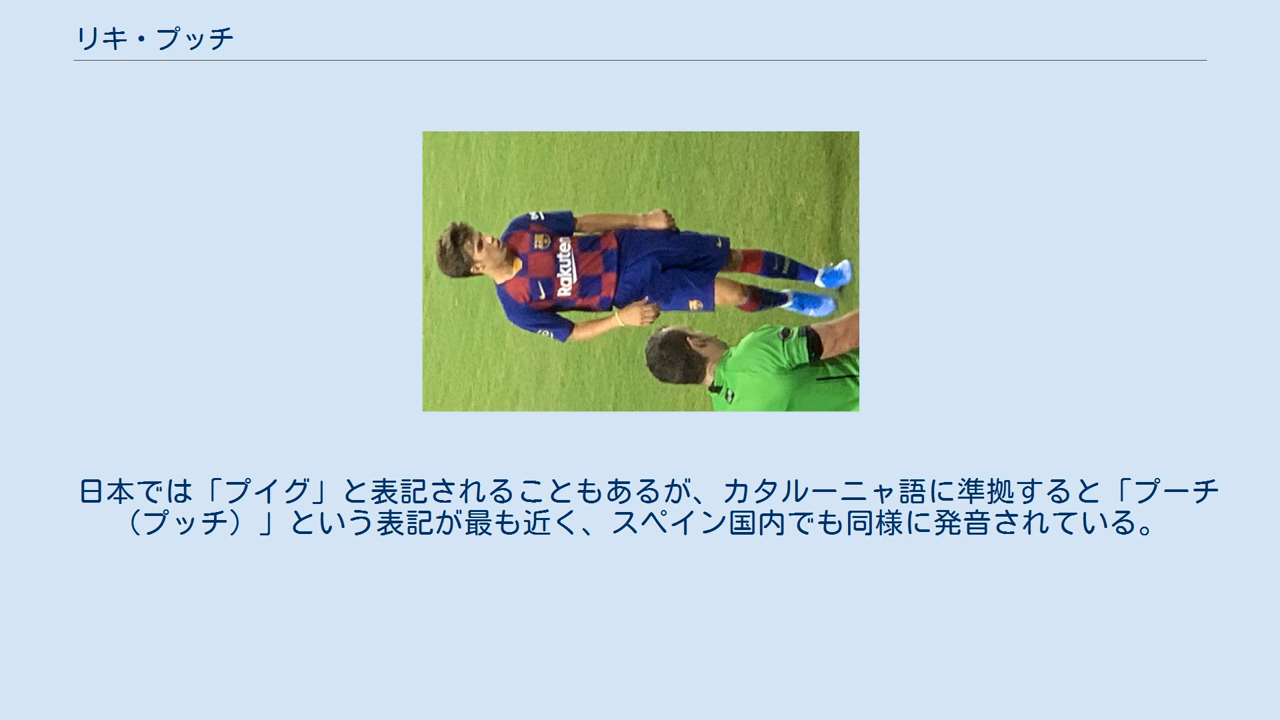 リキ・プッチ
Rakuten
日本では「プイグ」と表記されることもあるが、カタルーニャ語に準拠すると「プーチ
（プッチ）」という表記が最も近く、スペイン国内でも同様に発音されている。